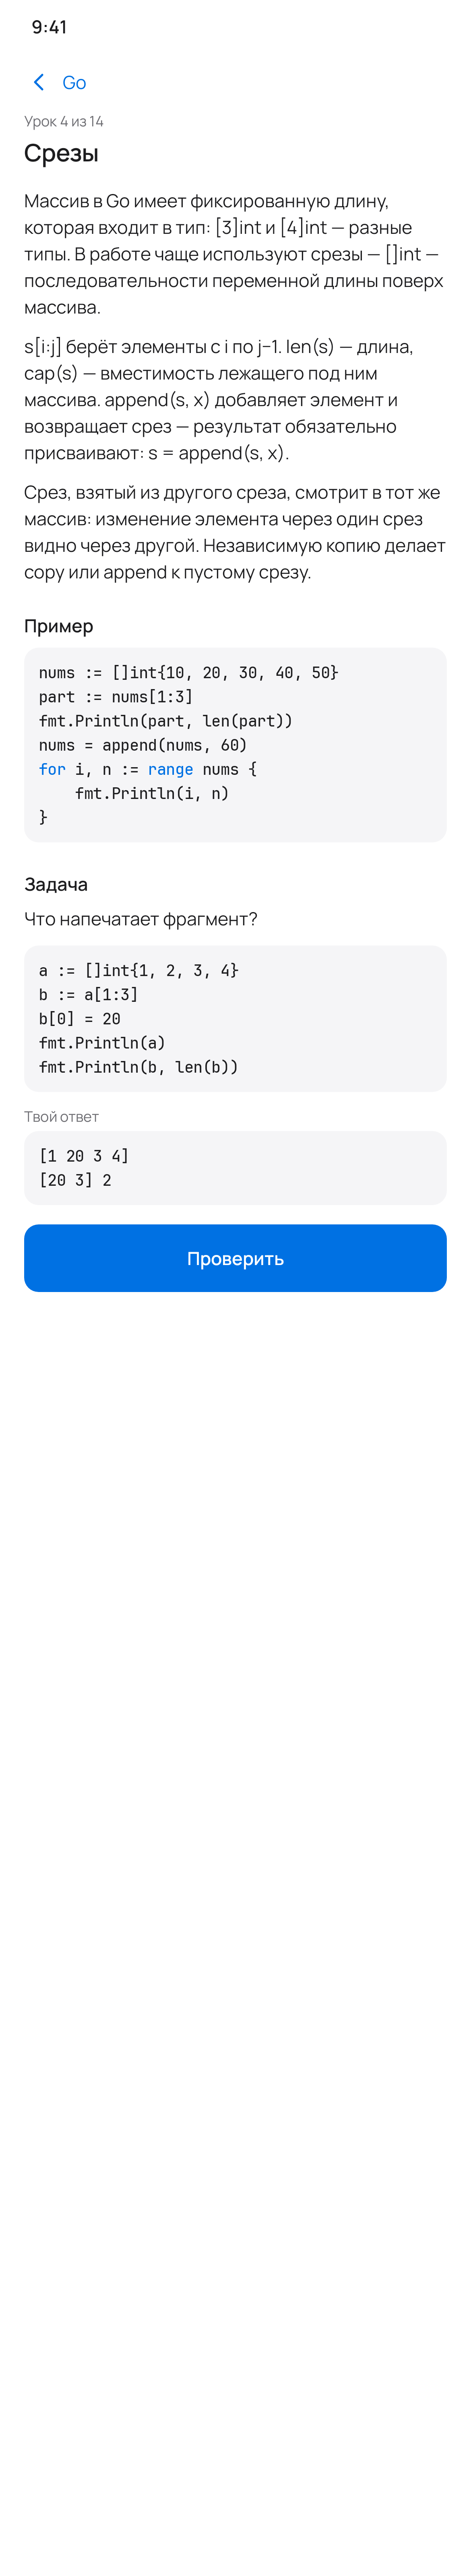 9:41
Go
Урок 4 из 14
Срезы
Массив в Go имеет фиксированную длину,
которая входит в тип: [3]int и [4]int — разные
типы. В работе чаще используют срезы — []int —
последовательности переменной длины поверх
массива.
s[i:j] берёт элементы с i по j−1. len(s) — длина,
cap(s) — вместимость лежащего под ним
массива. append(s, x) добавляет элемент и
возвращает срез — результат обязательно
присваивают: s = append(s, x).
Срез, взятый из другого среза, смотрит в тот же
массив: изменение элемента через один срез
видно через другой. Независимую копию делает
copy или append к пустому срезу.
Пример
nums := []int{10, 20, 30, 40, 50}
part := nums[1:3]
fmt.Println(part, len(part))
nums = append(nums, 60)
for i, n := range nums {
    fmt.Println(i, n)
}
Задача
Что напечатает фрагмент?
a := []int{1, 2, 3, 4}
b := a[1:3]
b[0] = 20
fmt.Println(a)
fmt.Println(b, len(b))
Твой ответ
[1 20 3 4]
[20 3] 2
Проверить